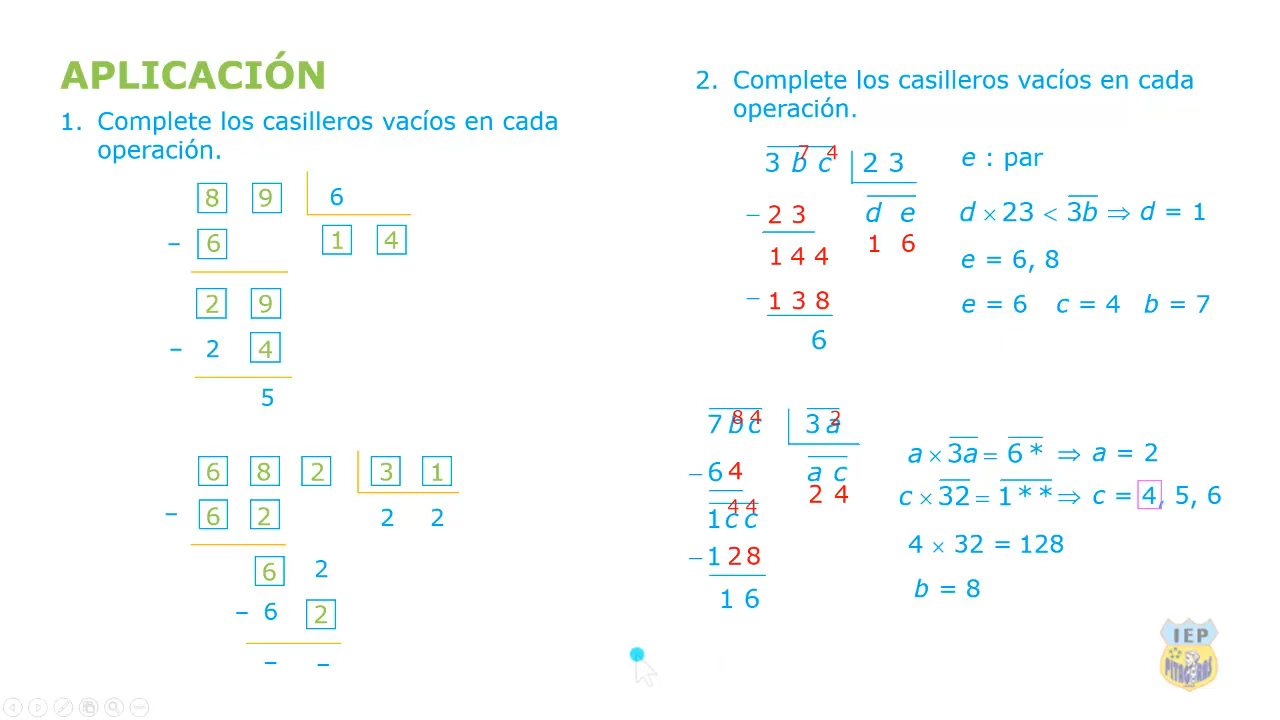 APLICACIÓN
1. Complete los casilleros vacíos en cada
operación.
8 9 6
– 6 1 4
2 9
– 2 4
5
6 8 2 3 1
– 6 2 2 2
6 2
– 6 2
– –
2. Complete los casilleros vacíos en cada
operación.
7 4
3 b c 2 3
– 2 3 d e
1 4 4 1 6
– 1 3 8
6
e : par
d × 23 < 3b ⇒ d = 1
e = 6, 8
e = 6 c = 4 b = 7
8 4 2
7 b c 3 a
– 6 4 a c
4 4 2 4
1 c c
– 1 2 8
1 6
a × 3a = 6 * ⇒ a = 2
c × 32 = 1 * * ⇒ c = 4, 5, 6
4 × 32 = 128
b = 8
IEP
PITAGORAS